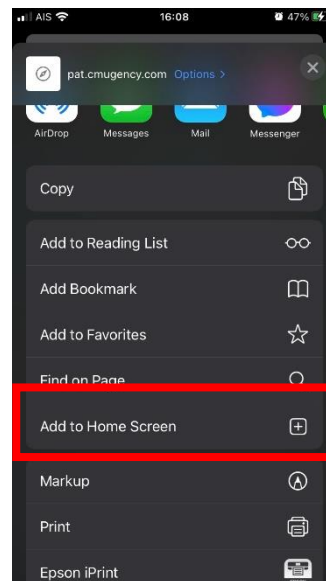 AIS 16:08 47%
pat.cmugency.com Options >
AirDrop Messages Mail Messenger
Copy
Add to Reading List
Add Bookmark
Add to Favorites
Find on Page
Add to Home Screen
Markup
Print
Epson iPrint